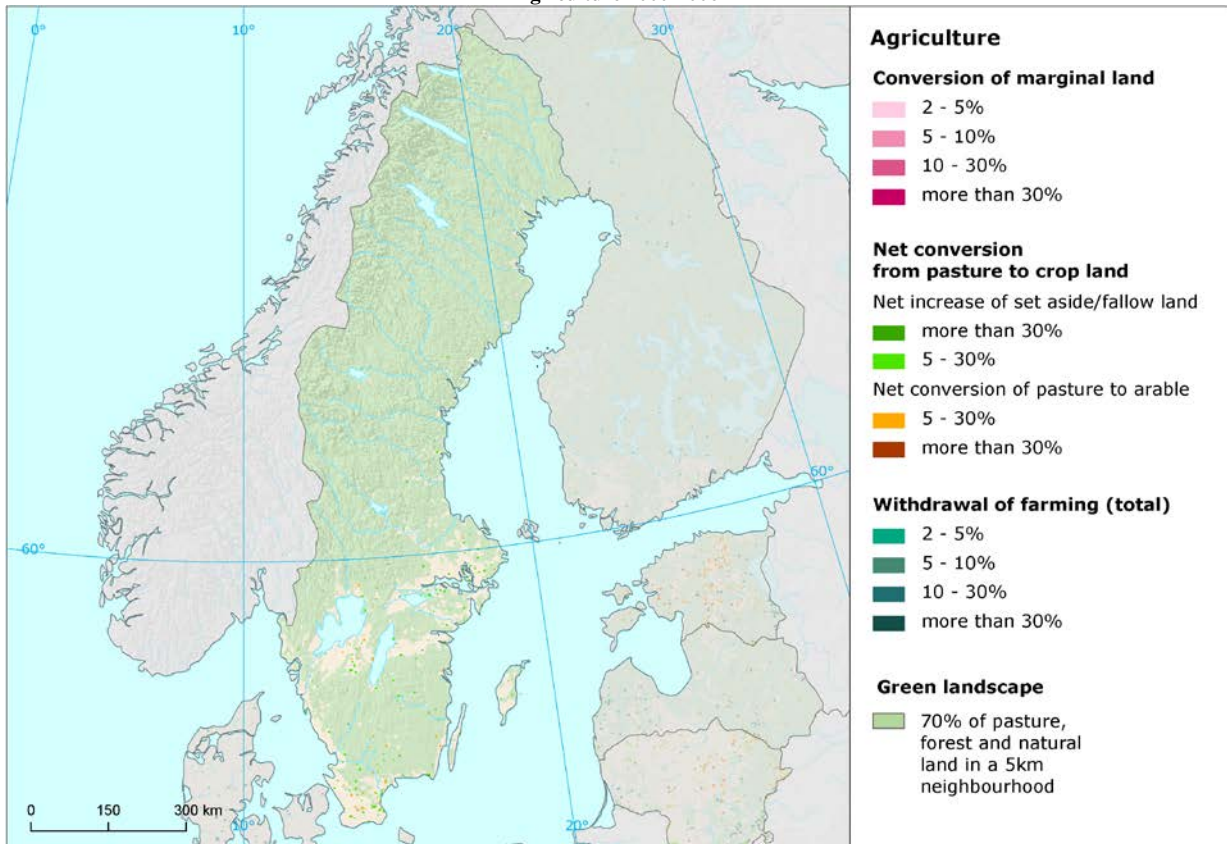 0°
10°
20°
30°
60°
60°
10°
20°
0 150 300 km
Agriculture
Conversion of marginal land
2 - 5%
5 - 10%
10 - 30%
more than 30%
Net conversion
from pasture to crop land
Net increase of set aside/fallow land
more than 30%
5 - 30%
Net conversion of pasture to arable
5 - 30%
more than 30%
Withdrawal of farming (total)
2 - 5%
5 - 10%
10 - 30%
more than 30%
Green landscape
70% of pasture,
forest and natural
land in a 5km
neighbourhood